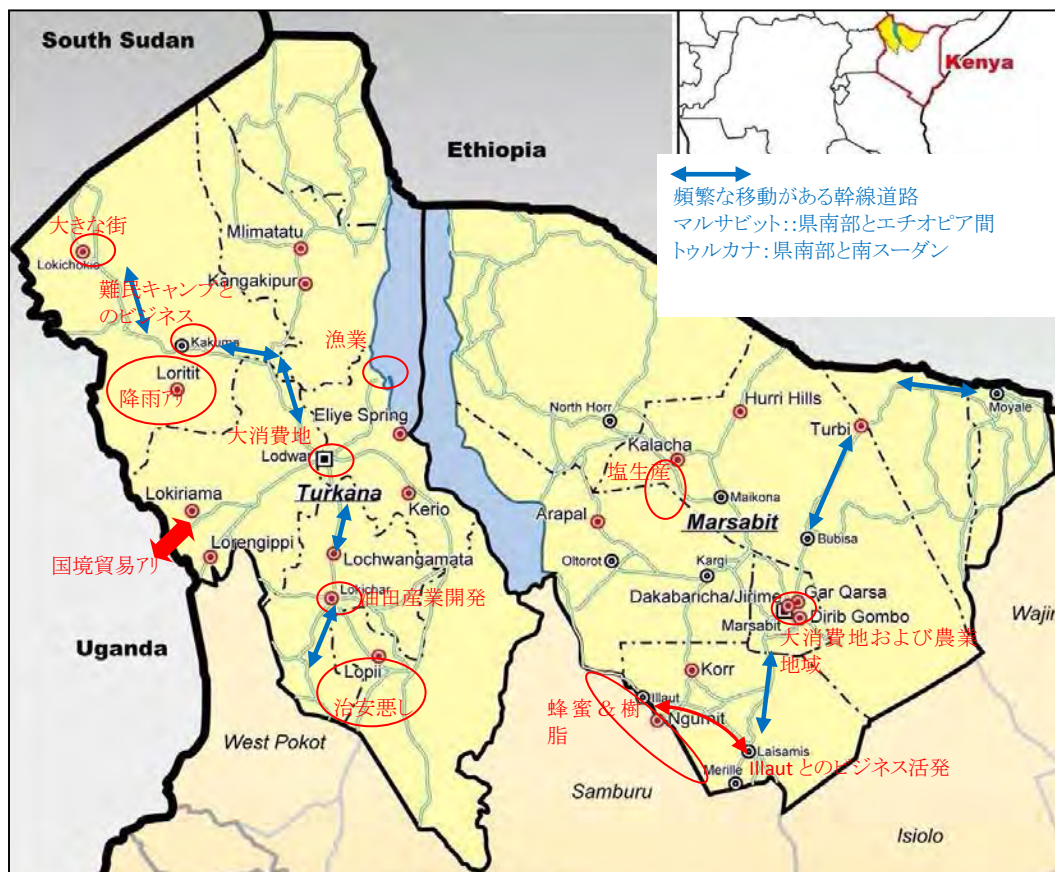 South Sudan
Kenya
Ethiopia
頻繁な移動がある幹線道路
マルサビット::県南部とエチオピア間
トゥルカナ:県南部と南スーダン
大きな街
Lokichokio
Mlimatatu
Kangakipur
難民キャンプと
のビジネス
Kakuma
漁業
Loritit
降雨アリ
Eliye Spring
大消費地
Lodwar
Turkana
Kerio
Lokiriama
Lorengippi
国境貿易アリ
Lochwangamata
Lokichar
油田産業開発
Lopii
治安悪し
Uganda
West Pokot
North Horr
Hurri Hills
Moyale
Turbi
Kalacha
塩生産
Maikona
Arapal
Marsabit
Bubisa
Oltorot
Kargi
Gar Qarsa
Dakabaricha/Jirime
Dirib Gombo
Marsabit
大消費地および農業
地域
Wajir
Korr
Illaut
蜂蜜&樹
脂
Ngurnit
Laisamis
Illaut とのビジネス活発
Merille
Samburu
Isiolo